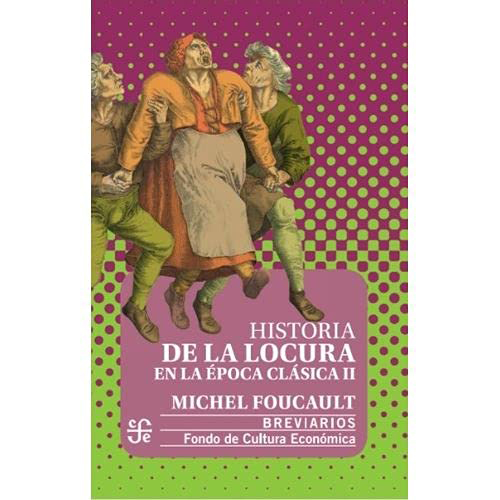 HISTORIA
DE LA LOCURA
EN LA ÉPOCA CLÁSICA II
MICHEL FOUCAULT
BREVIARIOS
Fondo de Cultura Económica